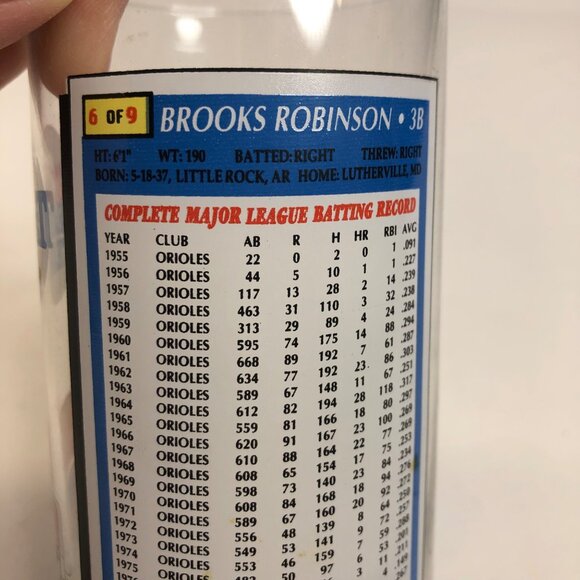 6 OF 9 BROOKS ROBINSON • 3B
HT: 6'1" WT: 190 BATTED: RIGHT THREW: RIGHT
BORN: 5-18-37, LITTLE ROCK, AR HOME: LUTHERVILLE, MD
COMPLETE MAJOR LEAGUE BATTING RECORD
YEAR CLUB AB R H HR RBI AVG
1955 ORIOLES 22 0 2 0 1 .091
1956 ORIOLES 44 5 10 1 1 .227
1957 ORIOLES 117 13 28 2 14 .239
1958 ORIOLES 463 31 110 3 32 .238
1959 ORIOLES 313 29 89 4 24 .284
1960 ORIOLES 595 74 175 14 88 .294
1961 ORIOLES 668 89 192 7 61 .287
1962 ORIOLES 634 77 192 23 86 .303
1963 ORIOLES 589 67 148 11 67 .251
1964 ORIOLES 612 82 194 28 118 .317
1965 ORIOLES 559 81 166 18 80 .297
1966 ORIOLES 620 91 167 23 100 .269
1967 ORIOLES 610 88 164 22 77 .269
1968 ORIOLES 608 65 154 17 75 .253
1969 ORIOLES 598 73 140 23 84 .234
1970 ORIOLES 608 84 168 18 94 .276
1971 ORIOLES 589 67 160 20 92 .272
1972 ORIOLES 556 48 139 8 64 .250
1973 ORIOLES 549 53 141 9 72 .257
1974 ORIOLES 553 46 159 7 59 .288
1975 ORIOLES 482 50 97 6 53 .201
1976 3 11 .211
.149